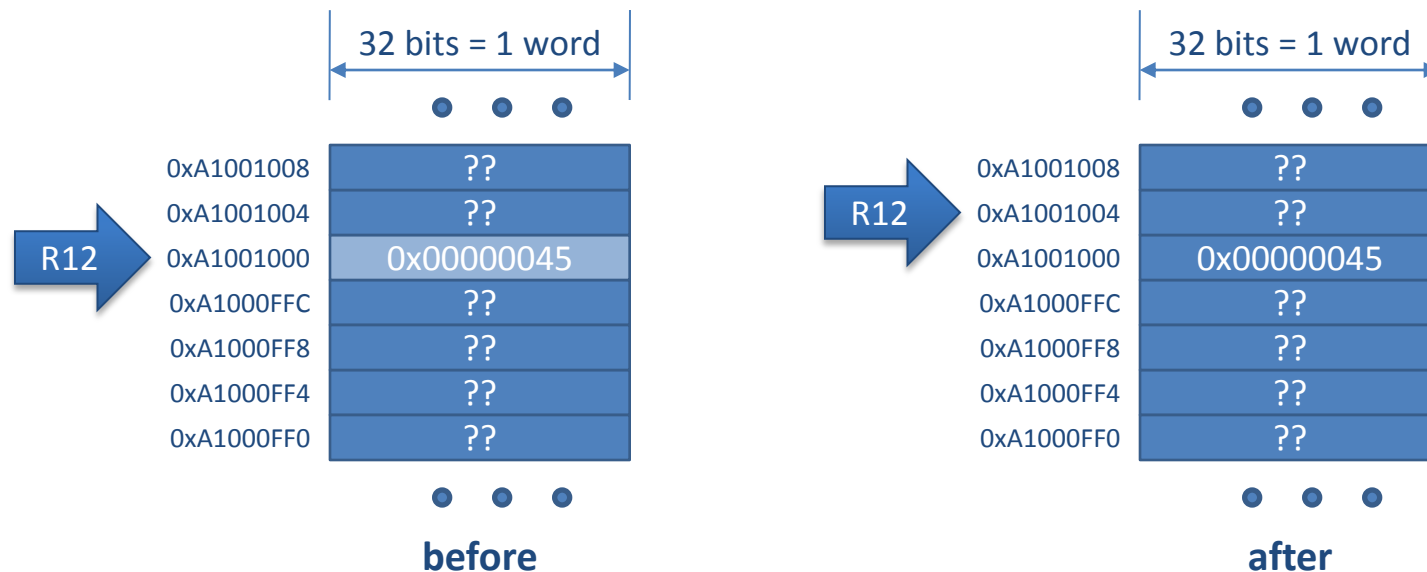 32 bits = 1 word
0xA1001008 ??
0xA1001004 ??
R12 0xA1001000 0x00000045
0xA1000FFC ??
0xA1000FF8 ??
0xA1000FF4 ??
0xA1000FF0 ??
before
32 bits = 1 word
0xA1001008 ??
R12 0xA1001004 ??
0xA1001000 0x00000045
0xA1000FFC ??
0xA1000FF8 ??
0xA1000FF4 ??
0xA1000FF0 ??
after